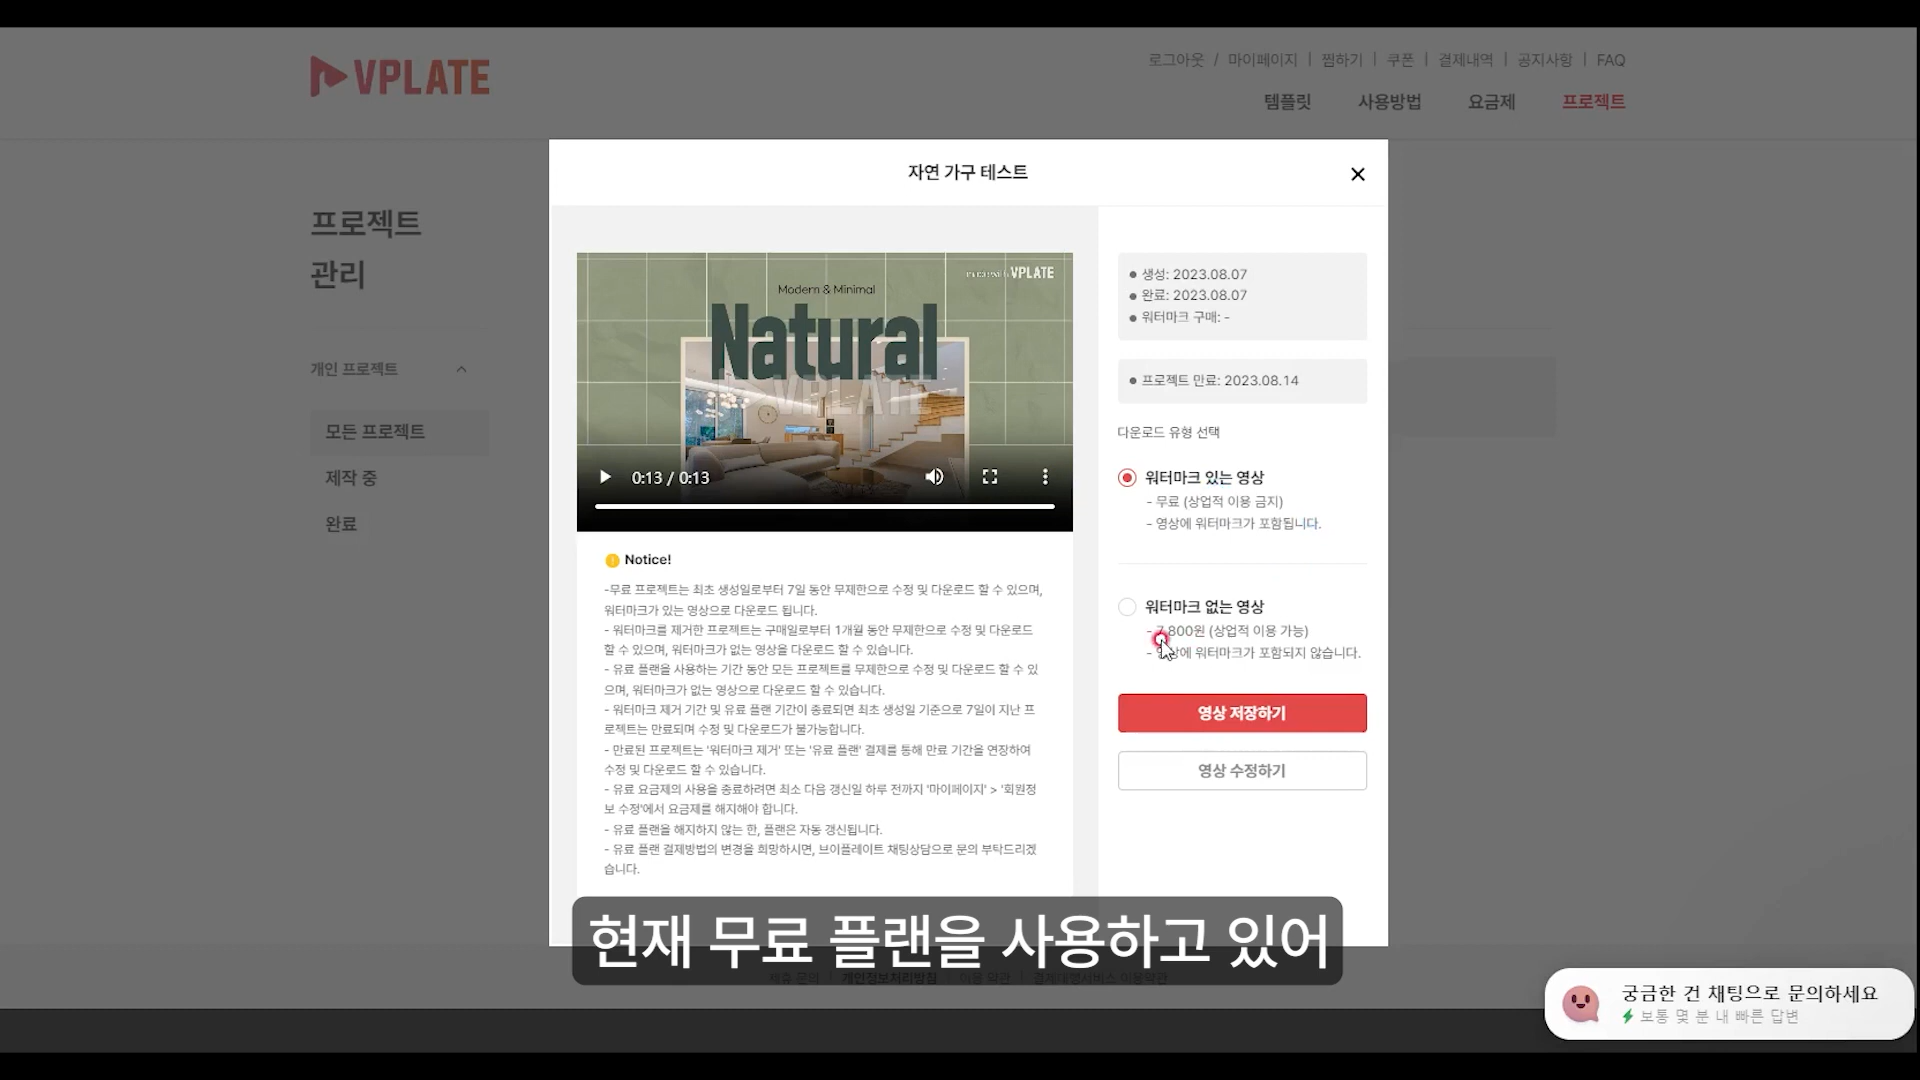 VPLATE
로그아웃 / 마이페이지 | 찜하기 | 쿠폰 | 결제내역 | 공지사항 | FAQ
템플릿 사용방법 요금제 프로젝트
프로젝트
관리
개인 프로젝트
모든 프로젝트
제작 중
완료
자연 가구 테스트
VPLATE
Modern & Minimal
Natural
VPLATE
0:13 / 0:13
Notice!
-무료 프로젝트는 최초 생성일로부터 7일 동안 무제한으로 수정 및 다운로드 할 수 있으며,
워터마크가 있는 영상으로 다운로드 됩니다.
- 워터마크를 제거한 프로젝트는 구매일로부터 1개월 동안 무제한으로 수정 및 다운로드
할 수 있으며, 워터마크가 없는 영상을 다운로드 할 수 있습니다.
- 유료 플랜을 사용하는 기간 동안 모든 프로젝트를 무제한으로 수정 및 다운로드 할 수 있
으며, 워터마크가 없는 영상으로 다운로드 할 수 있습니다.
- 워터마크 제거 기간 및 유료 플랜 기간이 종료되면 최초 생성일 기준으로 7일이 지난 프
로젝트는 만료되며 수정 및 다운로드가 불가능합니다.
- 만료된 프로젝트는 '워터마크 제거' 또는 '유료 플랜' 결제를 통해 만료 기간을 연장하여
수정 및 다운로드 할 수 있습니다.
- 유료 요금제의 사용을 종료하려면 최소 다음 갱신일 하루 전까지 '마이페이지' > '회원정
보 수정'에서 요금제를 해지해야 합니다.
- 유료 플랜을 해지하지 않는 한, 플랜은 자동 갱신됩니다.
- 유료 플랜 결제방법의 변경을 희망하시면, 브이플레이트 채팅상담으로 문의 부탁드리겠
습니다.
● 생성: 2023.08.07
● 완료: 2023.08.07
● 워터마크 구매: -
● 프로젝트 만료: 2023.08.14
다운로드 유형 선택
워터마크 있는 영상
- 무료 (상업적 이용 금지)
- 영상에 워터마크가 포함됩니다.
워터마크 없는 영상
- 7,800원 (상업적 이용 가능)
- 영상에 워터마크가 포함되지 않습니다.
영상 저장하기
영상 수정하기
현재 무료 플랜을 사용하고 있어
제휴 문의 | 개인정보처리방침 | 이용 약관 | 결제대행서비스 이용약관
궁금한 건 채팅으로 문의하세요
보통 몇 분 내 빠른 답변